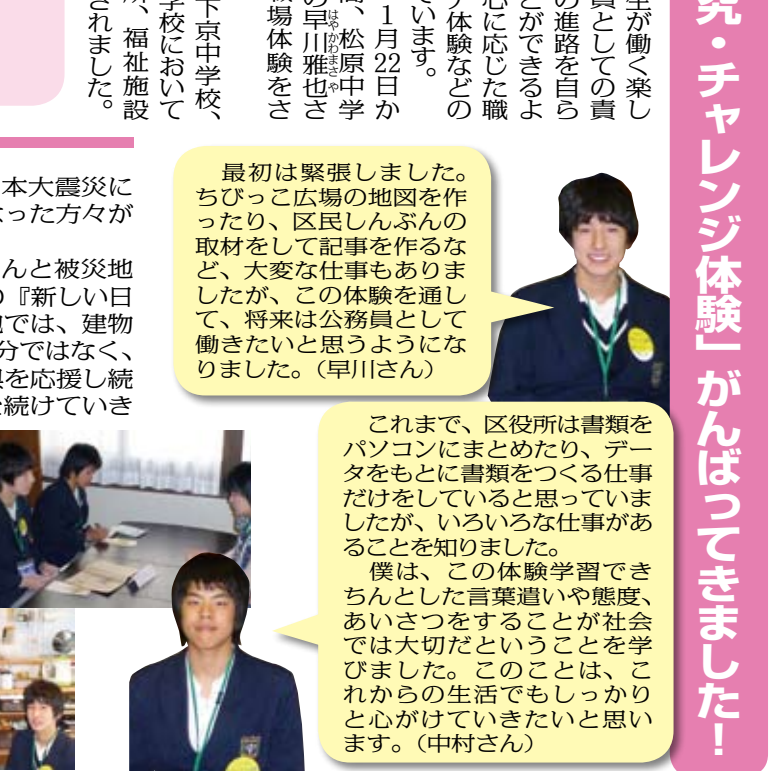 究・チャレンジ体験」がんばってきました！
生が働く楽し
員としての責
の進路を自ら
とができるよ
心に応じた職
体験などの
ています。
1月22日か
、松原中学
の早川雅也さ
はやかわまさや
場体験をさ
下京中学校、
学校において
、福祉施設
されました。
本大震災に
なった方々が
んと被災地
の『新しい日
では、建物
分ではなく、
を応援し続
続けていき
最初は緊張しました。
ちびっこ広場の地図を作
ったり、区民しんぶんの
取材をして記事を作るな
ど、大変な仕事もありま
したが、この体験を通し
て、将来は公務員として
働きたいと思うようにな
りました。（早川さん）
これまで、区役所は書類を
パソコンにまとめたり、デー
タをもとに書類をつくる仕事
だけをしていると思っていま
したが、いろいろな仕事があ
ることを知りました。
僕は、この体験学習でき
ちんとした言葉遣いや態度、
あいさつをすることが社会
では大切だということを学
びました。このことは、こ
れからの生活でもしっかり
と心がけていきたいと思い
ます。（中村さん）